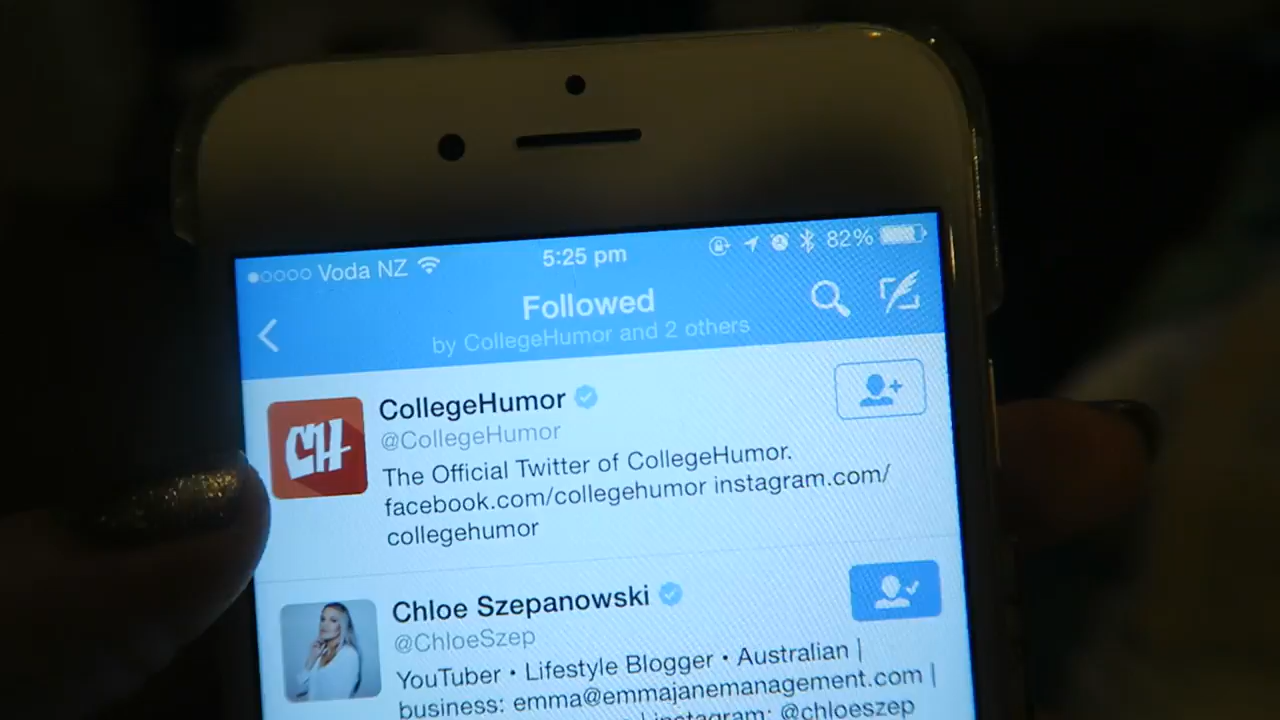 Voda NZ 5:25 pm 82%
Followed
by CollegeHumor and 2 others
CH
CollegeHumor
@CollegeHumor
The Official Twitter of CollegeHumor.
facebook.com/collegehumor instagram.com/
collegehumor
Chloe Szepanowski
@ChloeSzep
YouTuber • Lifestyle Blogger • Australian |
business: emma@emmajanemanagement.com |
| instagram: @chloeszep